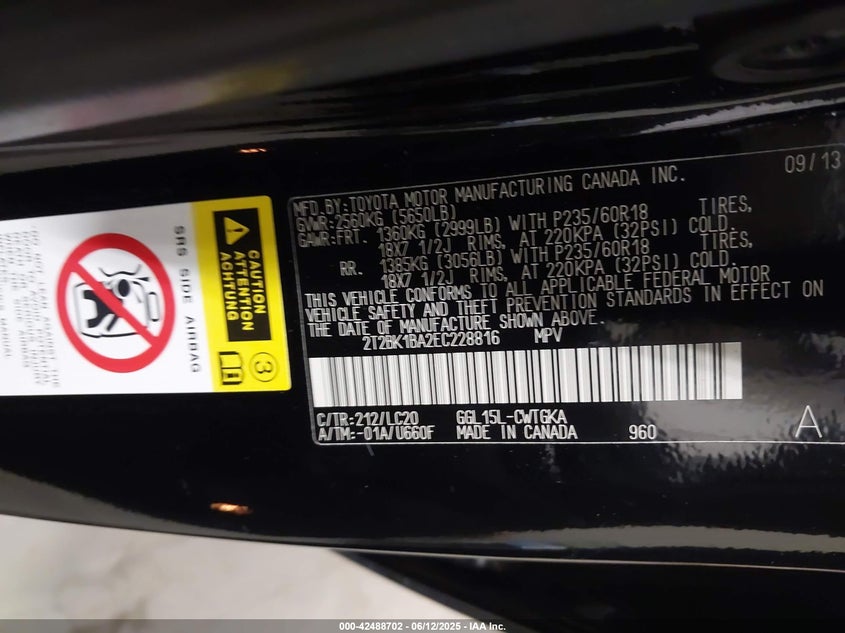 09/13
MFD.BY:TOYOTA MOTOR MANUFACTURING CANADA INC.
GVWR:2560KG (5650LB)
GAWR:FRT. 1360KG (2999LB) WITH P235/60R18 TIRES,
18X7 1/2J RIMS, AT 220KPA (32PSI) COLD.
RR. 1385KG (3056LB) WITH P235/60R18 TIRES,
18X7 1/2J RIMS, AT 220KPA (32PSI) COLD.
THIS VEHICLE CONFORMS TO ALL APPLICABLE FEDERAL MOTOR
VEHICLE SAFETY AND THEFT PREVENTION STANDARDS IN EFFECT ON
THE DATE OF MANUFACTURE SHOWN ABOVE.
2T2BK1BA2EC228816 MPV
C/TR:212/LC20 GGL15L-CWTGKA
A/TM:-01A/U660F MADE IN CANADA 960 A
CAUTION
ATTENTION
ACHTUNG
3
SRS SIDE AIRBAG
000-42488702 - 06/12/2025 - IAA Inc.